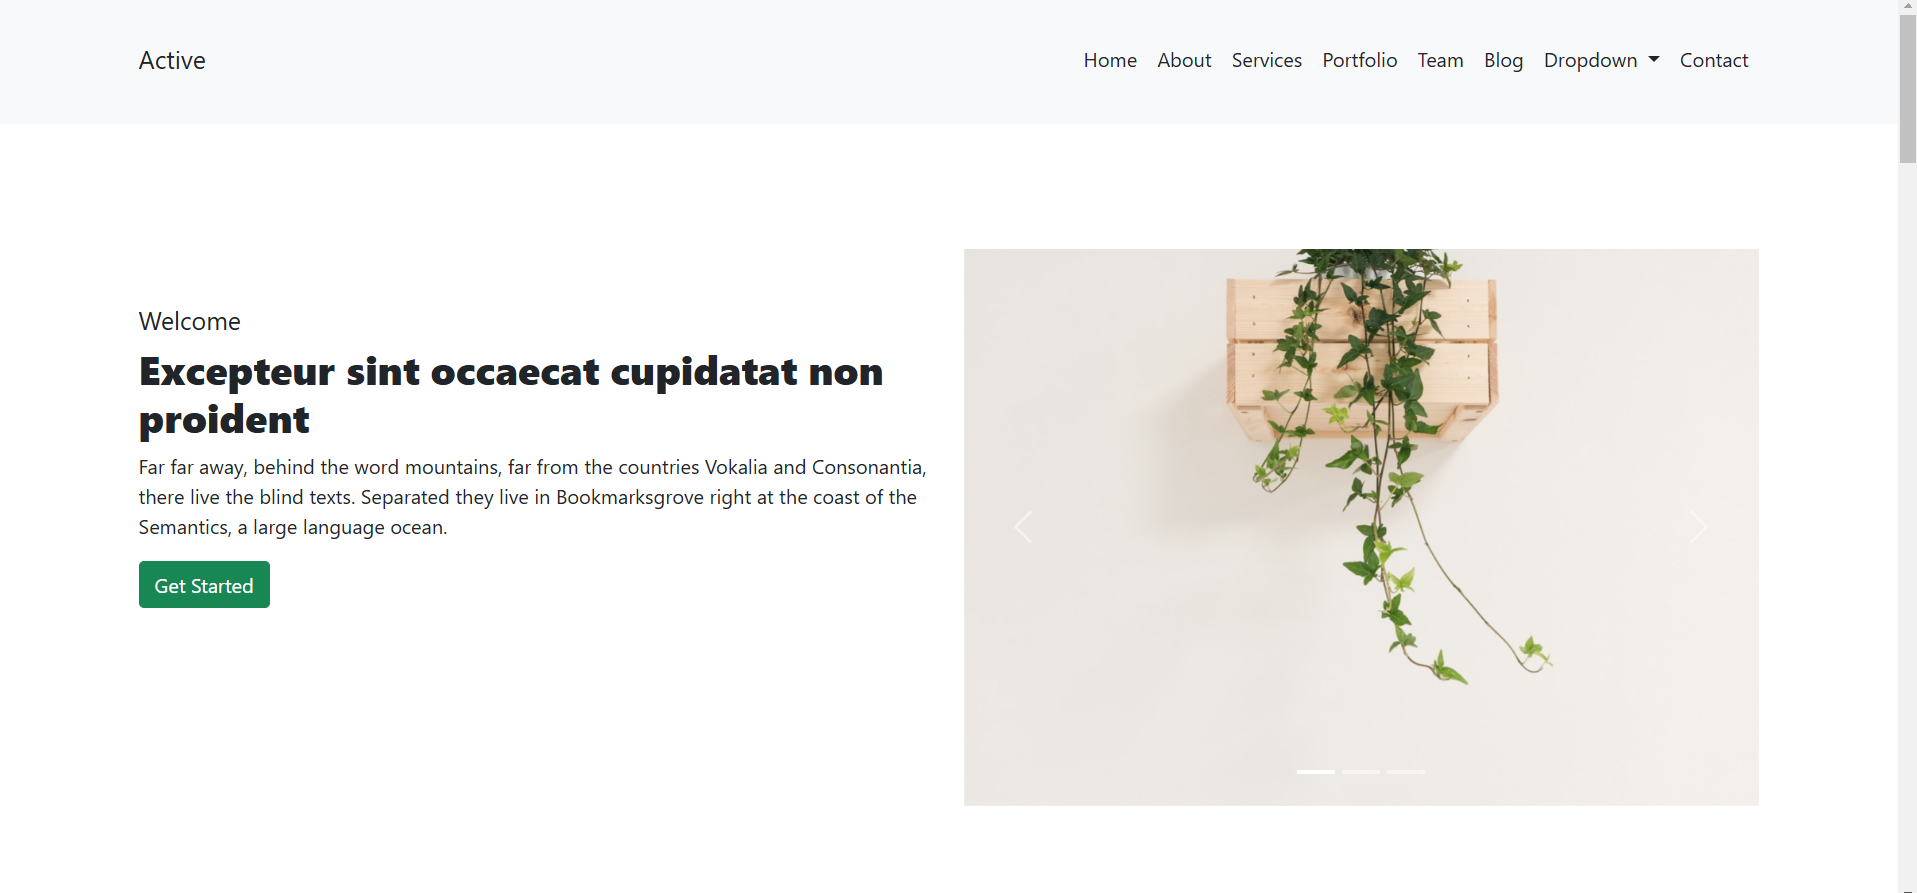 Active
Home About Services Portfolio Team Blog Dropdown Contact
Welcome
Excepteur sint occaecat cupidatat non
proident
Far far away, behind the word mountains, far from the countries Vokalia and Consonantia,
there live the blind texts. Separated they live in Bookmarksgrove right at the coast of the
Semantics, a large language ocean.
Get Started